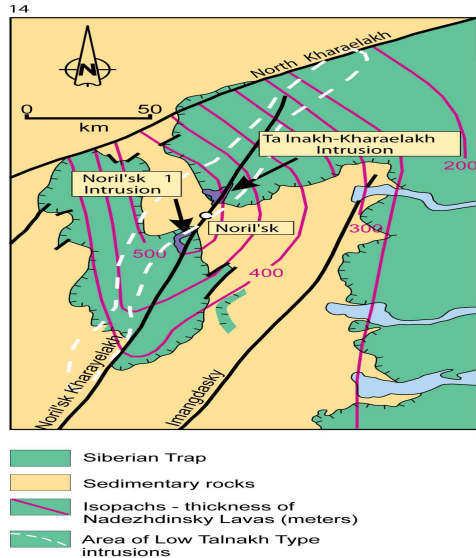 14
North Kharaelakh
N
0 50
km
Ta lnakh-Kharaelakh
Intrusion
200
Noril'sk 1
Intrusion
Noril'sk
300
500
400
Noril'sk Kharayelakh
Imangdasky
Siberian Trap
Sedimentary rocks
Isopachs - thickness of
Nadezhdinsky Lavas (meters)
Area of Low Talnakh Type
intrusions